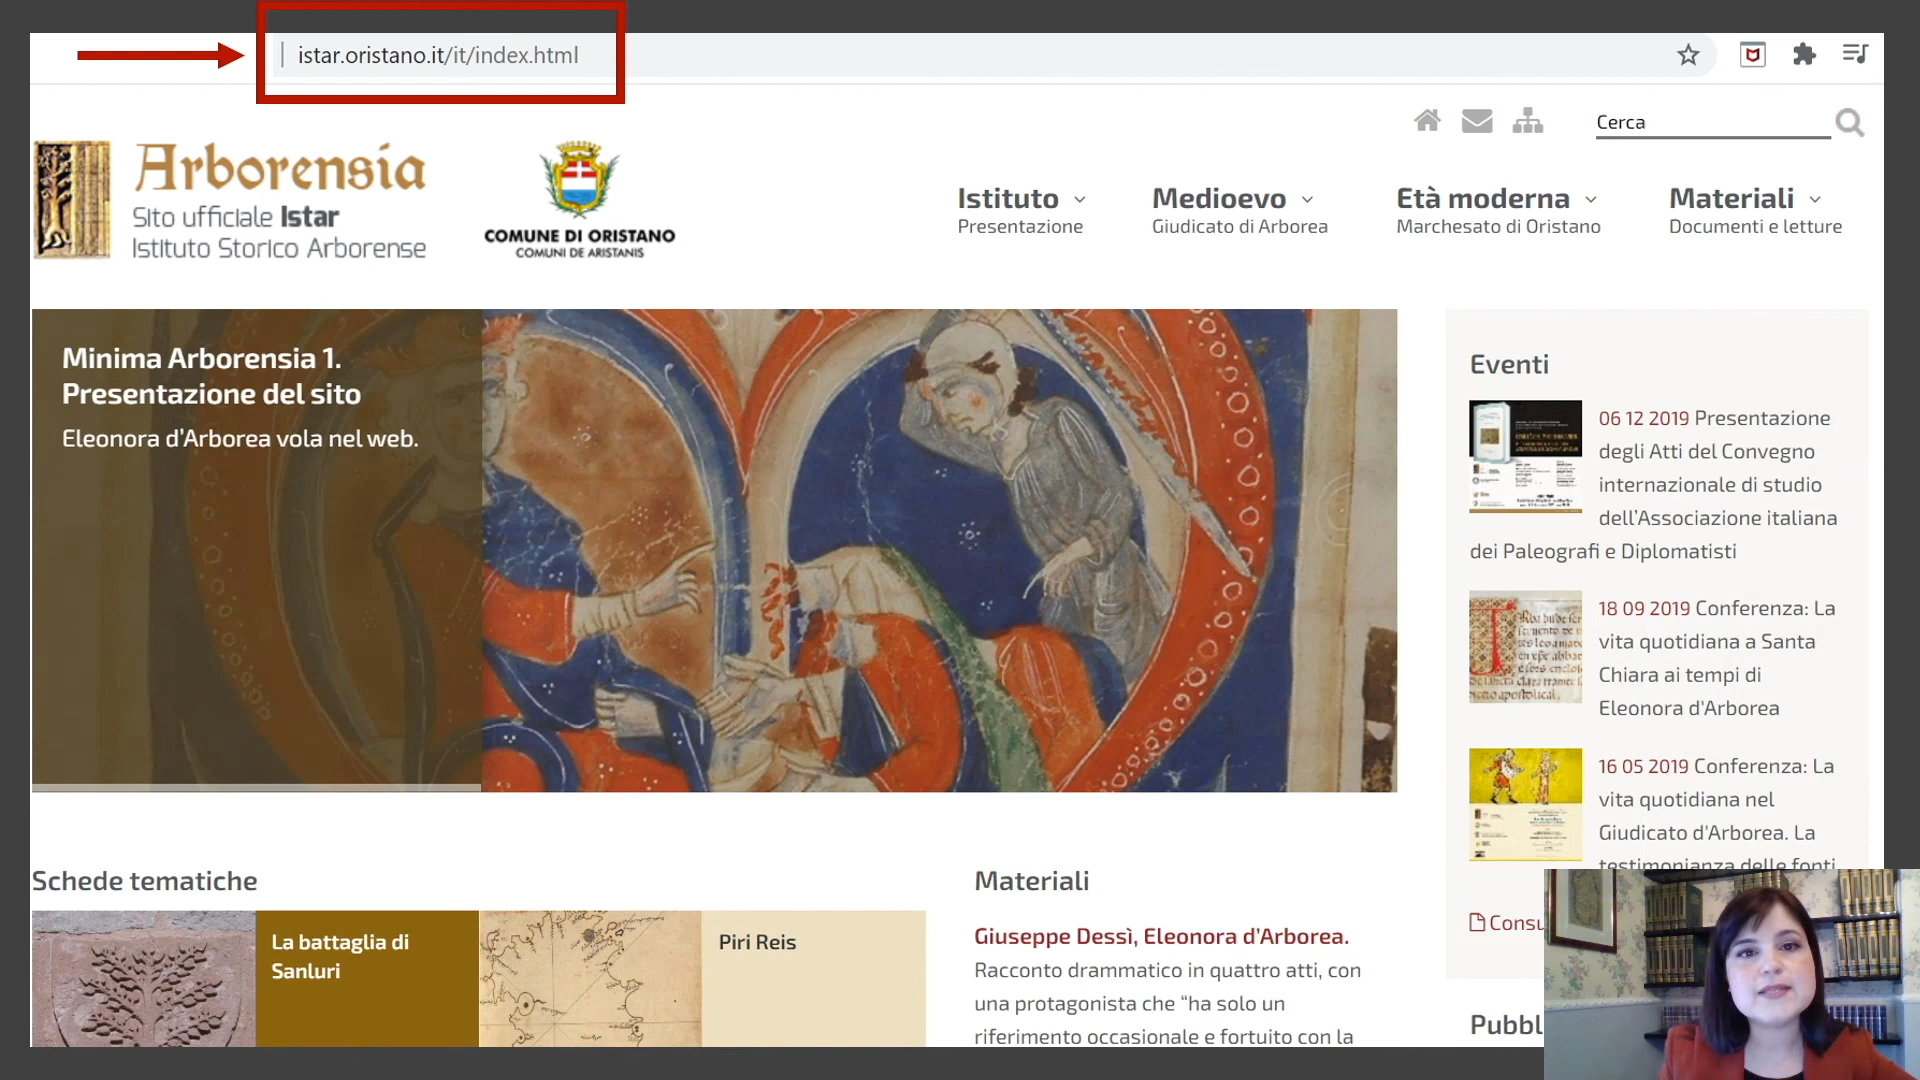 istar.oristano.it/it/index.html
Cerca
Arborensia
Sito ufficiale Istar
Istituto Storico Arborense
COMUNE DI ORISTANO
COMUNI DE ARISTANIS
Istituto
Presentazione
Medioevo
Giudicato di Arborea
Età moderna
Marchesato di Oristano
Materiali
Documenti e letture
Minima Arborensia 1.
Presentazione del sito
Eleonora d’Arborea vola nel web.
Eventi
06 12 2019 Presentazione
degli Atti del Convegno
internazionale di studio
dell’Associazione italiana
dei Paleografi e Diplomatisti
18 09 2019 Conferenza: La
vita quotidiana a Santa
Chiara ai tempi di
Eleonora d'Arborea
16 05 2019 Conferenza: La
vita quotidiana nel
Giudicato d'Arborea. La
testimonianza delle fonti
Consu
Pubbl
Schede tematiche
La battaglia di
Sanluri
Piri Reis
Materiali
Giuseppe Dessì, Eleonora d’Arborea.
Racconto drammatico in quattro atti, con
una protagonista che “ha solo un
riferimento occasionale e fortuito con la